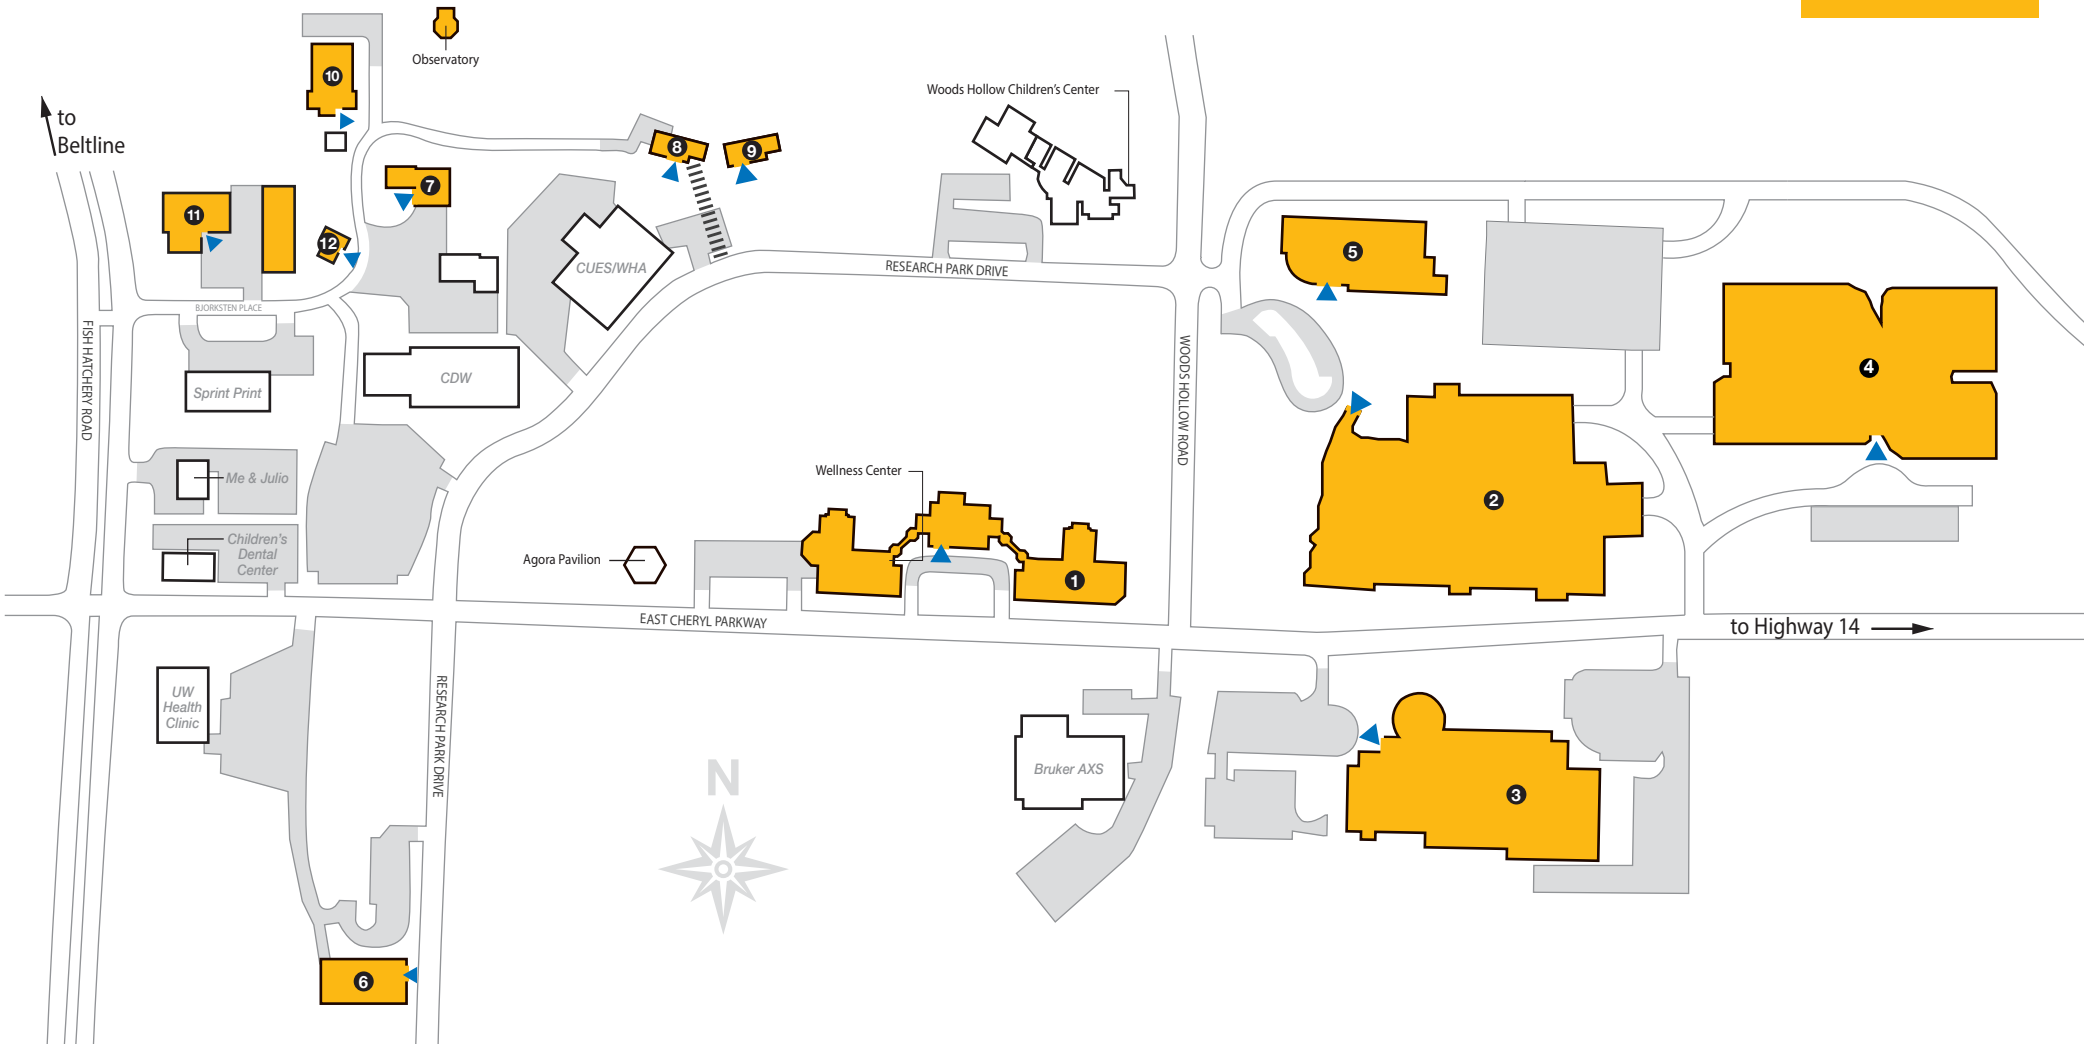 Observatory
10
Woods Hollow Children's Center
to
Beltline
8
9
7
11
12
CUES/WHA
RESEARCH PARK DRIVE
5
BJORKSTEN PLACE
FISH HATCHERY ROAD
WOODS HOLLOW ROAD
4
CDW
Sprint Print
Wellness Center
Me & Julio
2
Children's
Dental
Center
Agora Pavilion
1
EAST CHERYL PARKWAY
to Highway 14
UW
Health
Clinic
RESEARCH PARK DRIVE
N
Bruker AXS
3
6